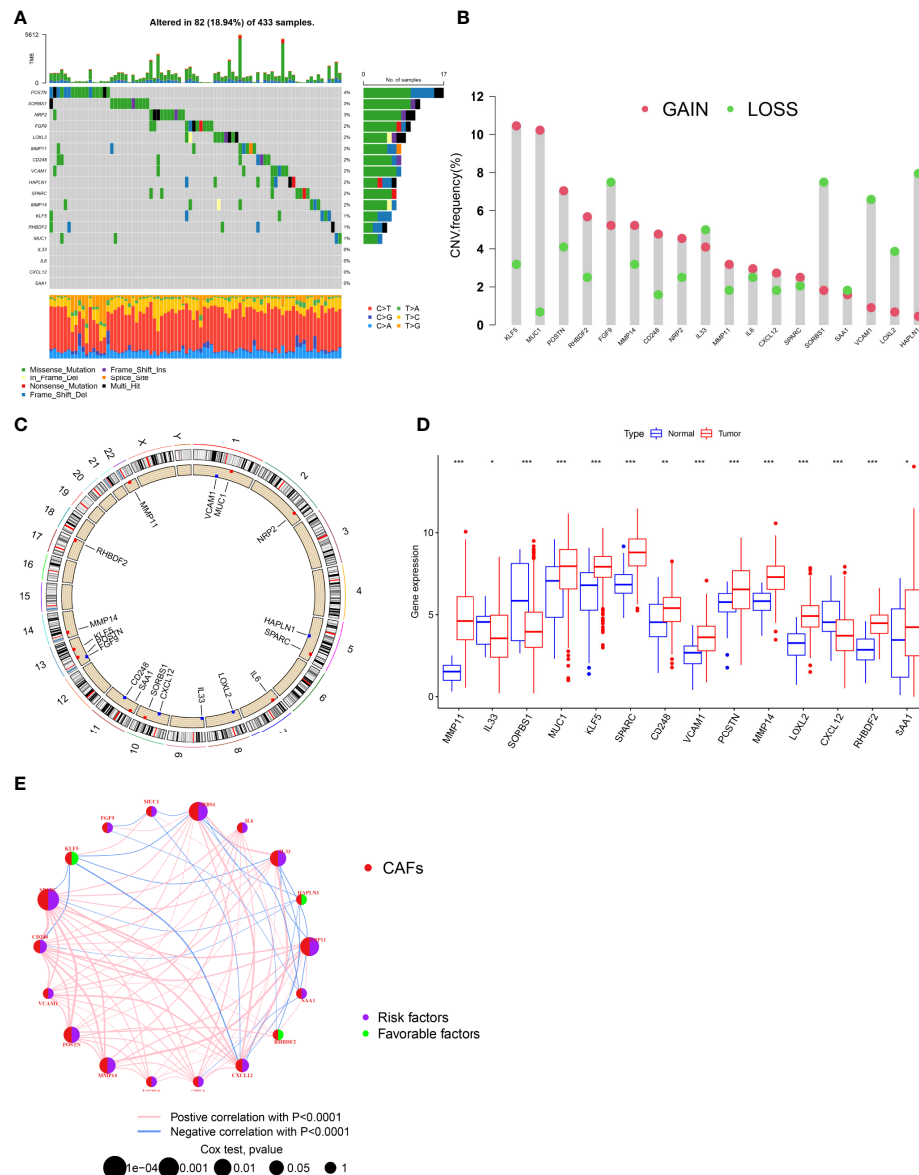 A
Altered in 82 (18.94%) of 433 samples.
5612
TMB
0
No. of samples
0
17
POSTN 4%
SORBS1 3%
NRP2 3%
FGF9 2%
LOXL2 2%
MMP11 2%
CD248 2%
VCAM1 2%
HAPLN1 2%
SPARC 2%
MMP14 2%
KLF5 1%
RHBDF2 1%
MUC1 1%
IL33 0%
IL6 0%
CXCL12 0%
SAA1 0%
C>T T>A
C>G T>C
C>A T>G
Missense_Mutation Frame_Shift_Ins
In_Frame_Del Splice_Site
Nonsense_Mutation Multi_Hit
Frame_Shift_Del
B
GAIN LOSS
CNV.frequency(%)
12
10
8
6
4
2
0
KLF5 MUC1 POSTN RHBDF2 FGF9 MMP14 CD248 NRP2 IL33 MMP11 IL6 CXCL12 SPARC SORBS1 SAA1 VCAM1 LOXL2 HAPLN1
C
1
2
3
4
5
6
7
8
9
10
11
12
13
14
15
16
17
18
19
20
21
22
X
Y
VCAM1
MUC1
NRP2
HAPLN1
SPARC
IL6
LOXL2
IL33
CXCL12
SORBS1
SAA1
CD248
FGF9
POSTN
KLF5
MMP14
RHBDF2
MMP11
D
Type Normal Tumor
*** * *** *** *** *** ** *** *** *** *** *** *** *
Gene expression
10
5
0
MMP11 IL33 SORBS1 MUC1 KLF5 SPARC CD248 VCAM1 POSTN MMP14 LOXL2 CXCL12 RHBDF2 SAA1
E
MUC1
FGF9
IL6
KLF5
HAPLN1
CD248
VCAM1
SAA1
POSTN
RHBDF2
MMP14
CXCL12
CAFs
Risk factors
Favorable factors
Postive correlation with P<0.0001
Negative correlation with P<0.0001
Cox test, pvalue
1e-04 0.001 0.01 0.05 1